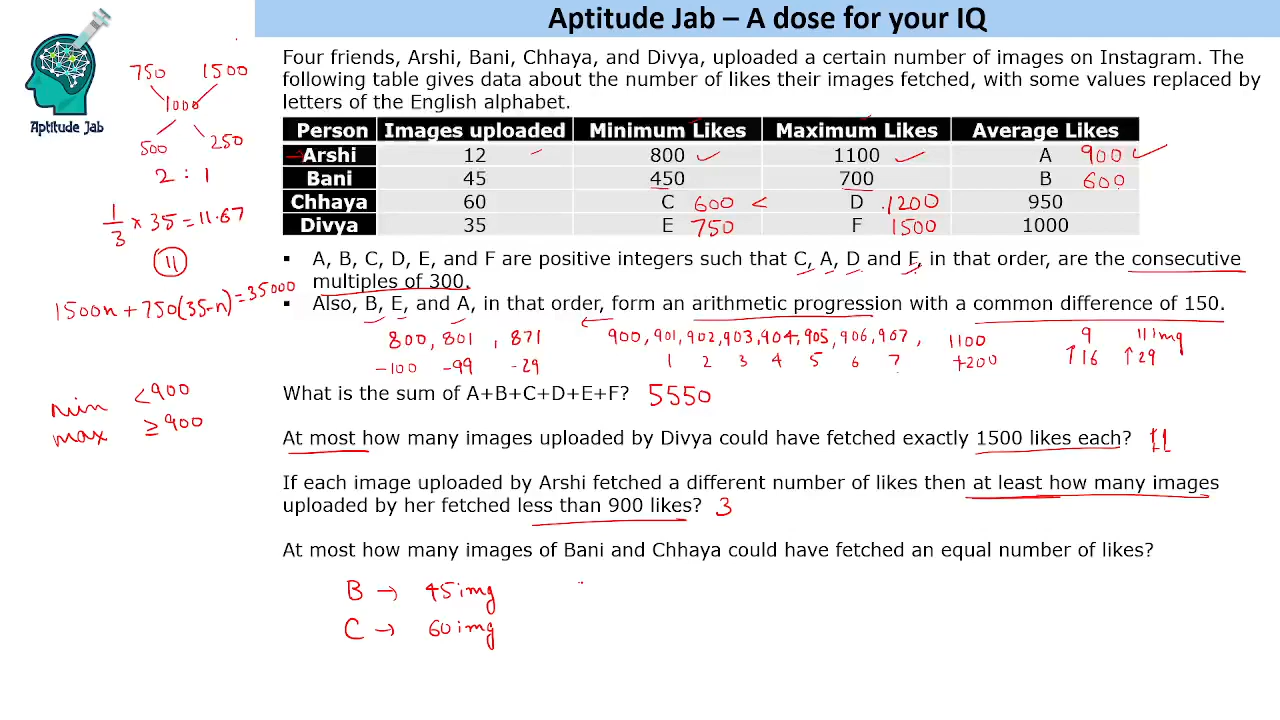 Aptitude Jab – A dose for your IQ
Aptitude Jab
Four friends, Arshi, Bani, Chhaya, and Divya, uploaded a certain number of images on Instagram. The
following table gives data about the number of likes their images fetched, with some values replaced by
letters of the English alphabet.
Person Images uploaded Minimum Likes Maximum Likes Average Likes
Arshi 12 800 1100 A 900
Bani 45 450 700 B 600
Chhaya 60 C 600 < D 1200 950
Divya 35 E 750 F 1500 1000
▪ A, B, C, D, E, and F are positive integers such that C, A, D and F, in that order, are the consecutive
multiples of 300.
▪ Also, B, E, and A, in that order, form an arithmetic progression with a common difference of 150.
750 1500
1000
500 250
2 : 1
1/3 × 35 = 11.67
11
1500n + 750(35-n) = 35000
min < 900
max ≥ 900
800, 801, 871 900, 901, 902, 903, 904, 905, 906, 907, 1100 9 11 img
-100 -99 -29 1 2 3 4 5 6 7 +200 ↑16 ↑29
What is the sum of A+B+C+D+E+F? 5550
At most how many images uploaded by Divya could have fetched exactly 1500 likes each? 11
If each image uploaded by Arshi fetched a different number of likes then at least how many images
uploaded by her fetched less than 900 likes? 3
At most how many images of Bani and Chhaya could have fetched an equal number of likes?
B → 45 img
C → 60 img